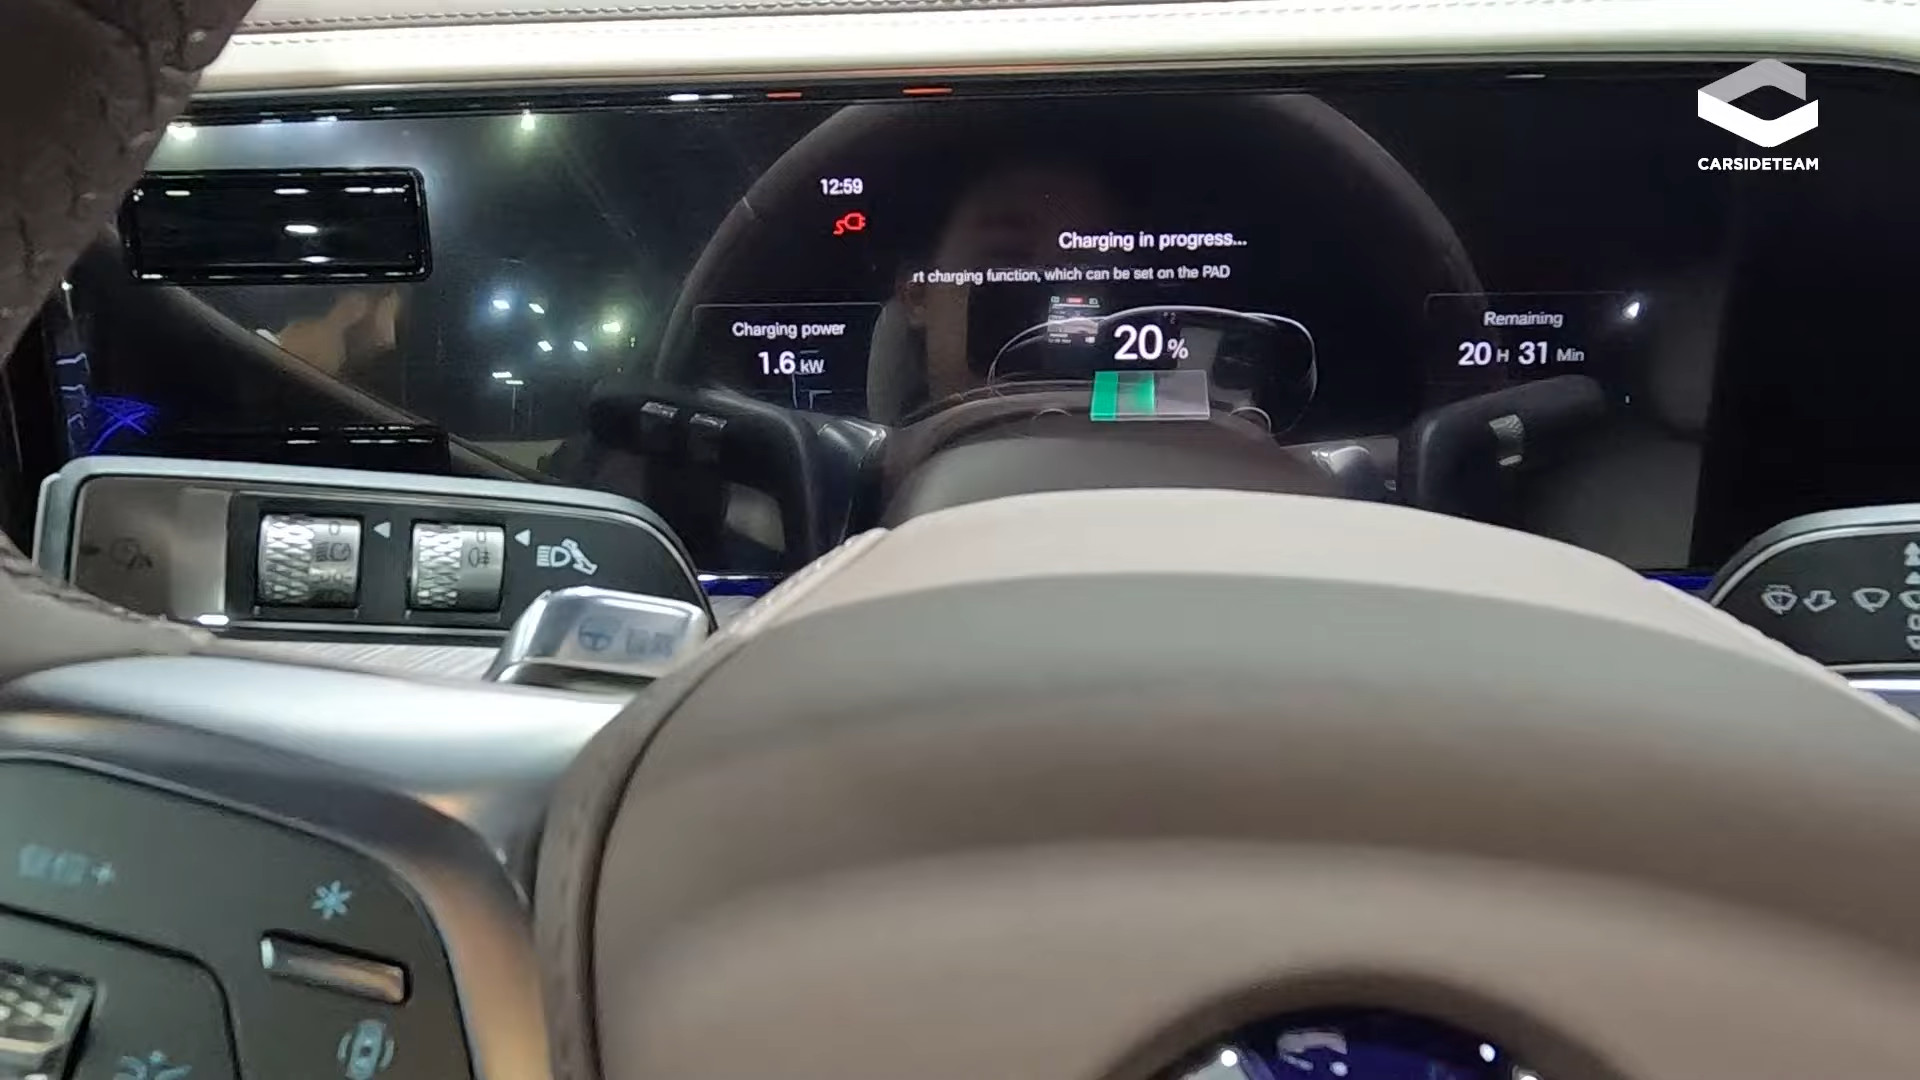 CARSIDETEAM
12:59
Charging in progress...
rt charging function, which can be set on the PAD
Charging power
1.6 kW
20 %
Remaining
20 H 31 Min